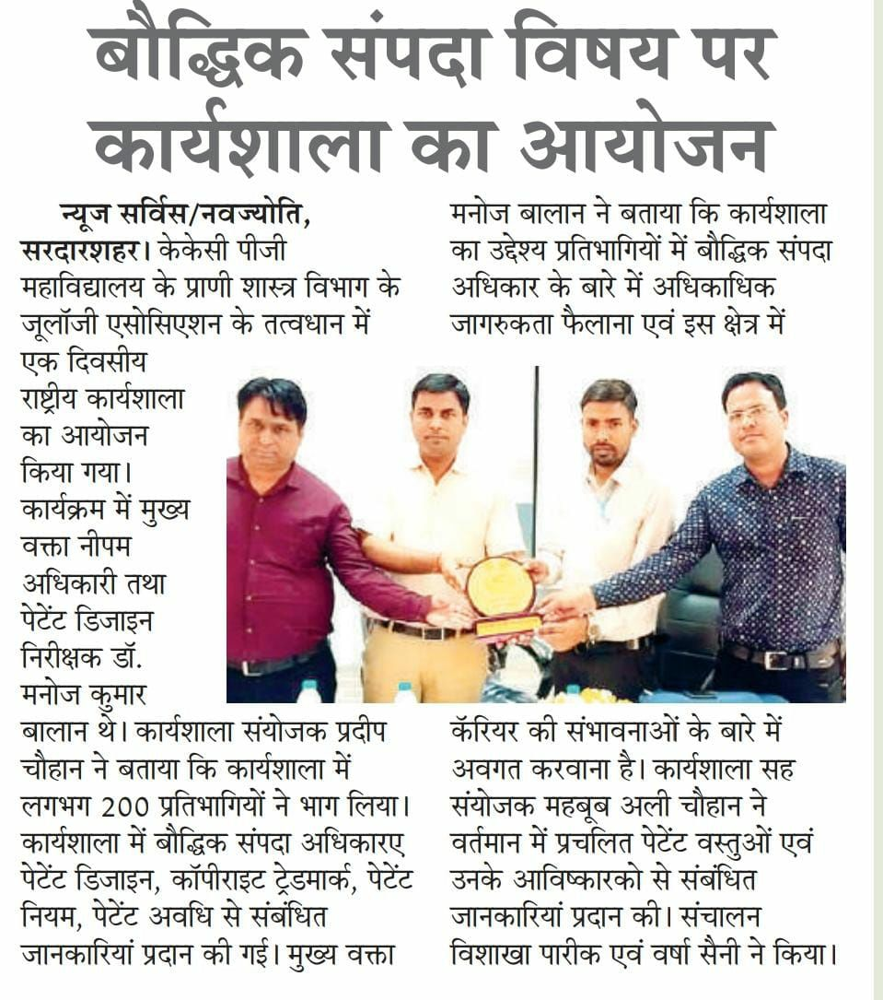 बौद्धिक संपदा विषय पर
कार्यशाला का आयोजन
न्यूज सर्विस/नवज्योति,
सरदारशहर। केकेसी पीजी
महाविद्यालय के प्राणी शास्त्र विभाग के
जूलॉजी एसोसिएशन के तत्वधान में
एक दिवसीय
राष्ट्रीय कार्यशाला
का आयोजन
किया गया।
कार्यक्रम में मुख्य
वक्ता नीपम
अधिकारी तथा
पेटेंट डिजाइन
निरीक्षक डॉ.
मनोज कुमार
बालान थे। कार्यशाला संयोजक प्रदीप
चौहान ने बताया कि कार्यशाला में
लगभग 200 प्रतिभागियों ने भाग लिया।
कार्यशाला में बौद्धिक संपदा अधिकारए
पेटेंट डिजाइन, कॉपीराइट ट्रेडमार्क, पेटेंट
नियम, पेटेंट अवधि से संबंधित
जानकारियां प्रदान की गई। मुख्य वक्ता
मनोज बालान ने बताया कि कार्यशाला
का उद्देश्य प्रतिभागियों में बौद्धिक संपदा
अधिकार के बारे में अधिकाधिक
जागरुकता फैलाना एवं इस क्षेत्र में
कॅरियर की संभावनाओं के बारे में
अवगत करवाना है। कार्यशाला सह
संयोजक महबूब अली चौहान ने
वर्तमान में प्रचलित पेटेंट वस्तुओं एवं
उनके आविष्कारको से संबंधित
जानकारियां प्रदान की। संचालन
विशाखा पारीक एवं वर्षा सैनी ने किया।